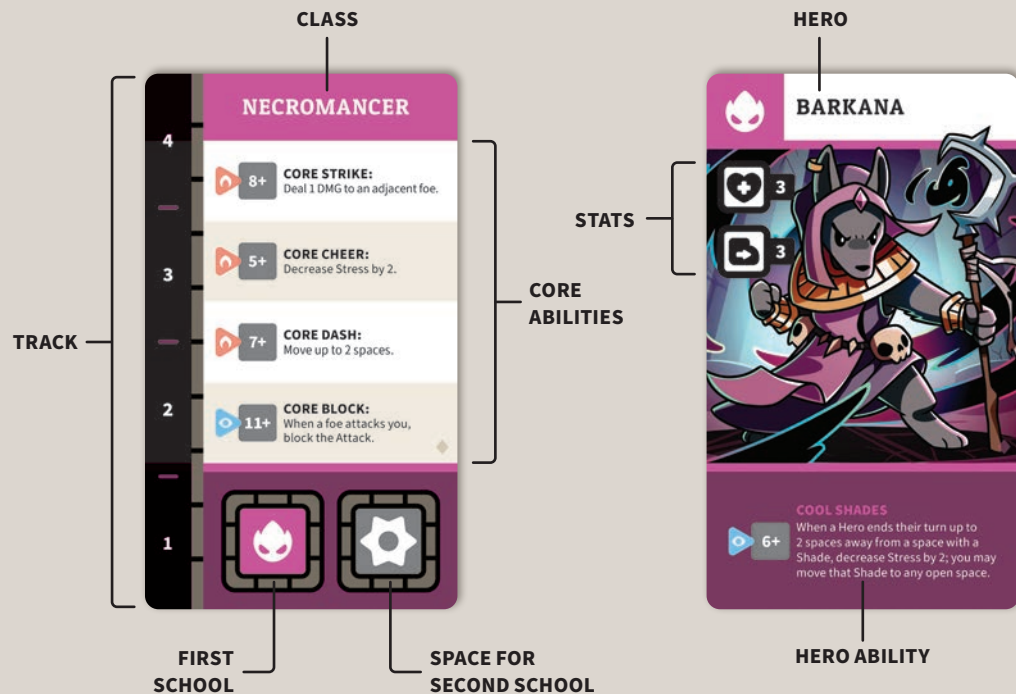 CLASS
HERO
NECROMANCER
BARKANA
4
8+
CORE STRIKE:
Deal 1 DMG to an adjacent foe.
3
STATS
3
5+
CORE CHEER:
Decrease Stress by 2.
3
CORE
ABILITIES
TRACK
7+
CORE DASH:
Move up to 2 spaces.
2
11+
CORE BLOCK:
When a foe attacks you,
block the Attack.
1
COOL SHADES
6+
When a Hero ends their turn up to
2 spaces away from a space with a
Shade, decrease Stress by 2; you may
move that Shade to any open space.
FIRST
SCHOOL
SPACE FOR
SECOND SCHOOL
HERO ABILITY